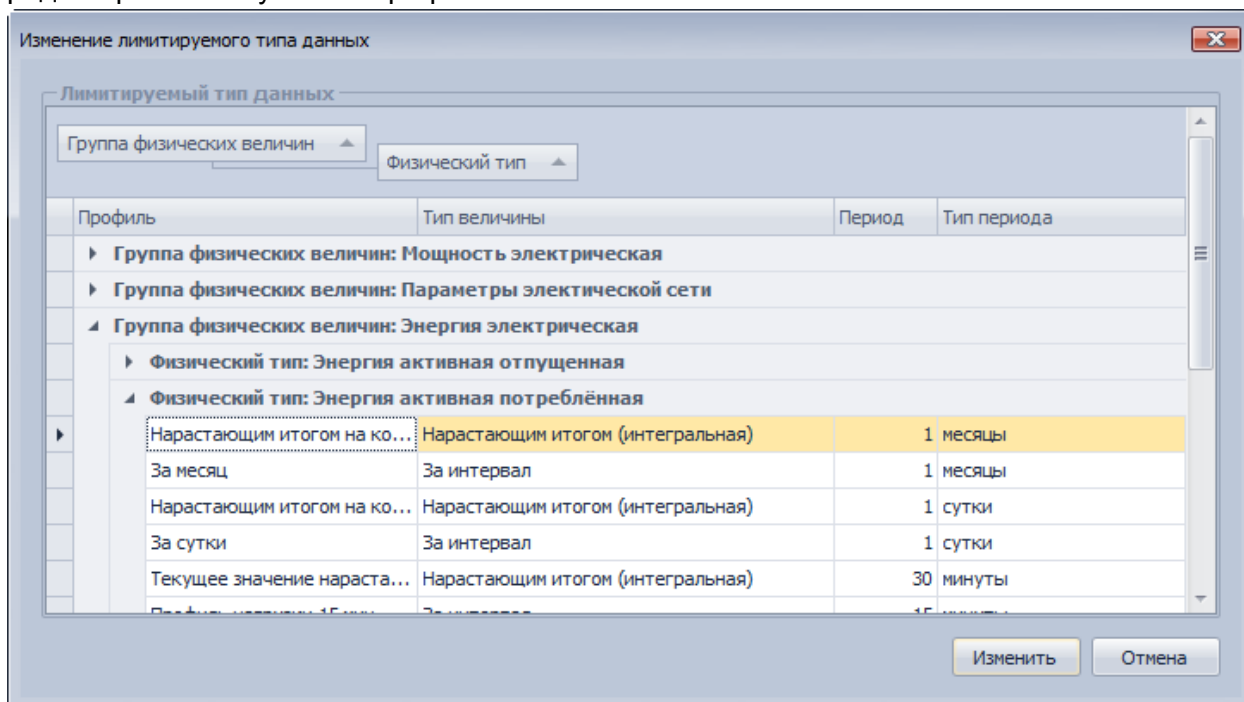 Изменение лимитируемого типа данных
Лимитируемый тип данных
Группа физических величин
Физический тип
Профиль Тип величины Период Тип периода
Группа физических величин: Мощность электрическая
Группа физических величин: Параметры электической сети
Группа физических величин: Энергия электрическая
Физический тип: Энергия активная отпущенная
Физический тип: Энергия активная потреблённая
Нарастающим итогом на ко... Нарастающим итогом (интегральная) 1 месяцы
За месяц За интервал 1 месяцы
Нарастающим итогом на ко... Нарастающим итогом (интегральная) 1 сутки
За сутки За интервал 1 сутки
Текущее значение нараста... Нарастающим итогом (интегральная) 30 минуты
Изменить Отмена